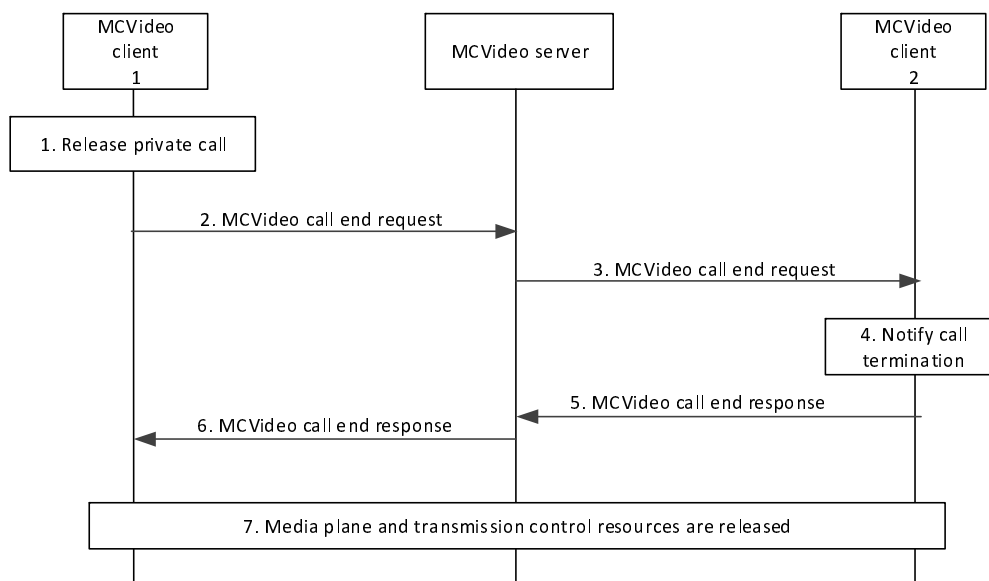 MCVideo
client
1
MCVideo server
MCVideo
client
2
1. Release private call
2. MCVideo call end request
3. MCVideo call end request
4. Notify call
termination
5. MCVideo call end response
6. MCVideo call end response
7. Media plane and transmission control resources are released